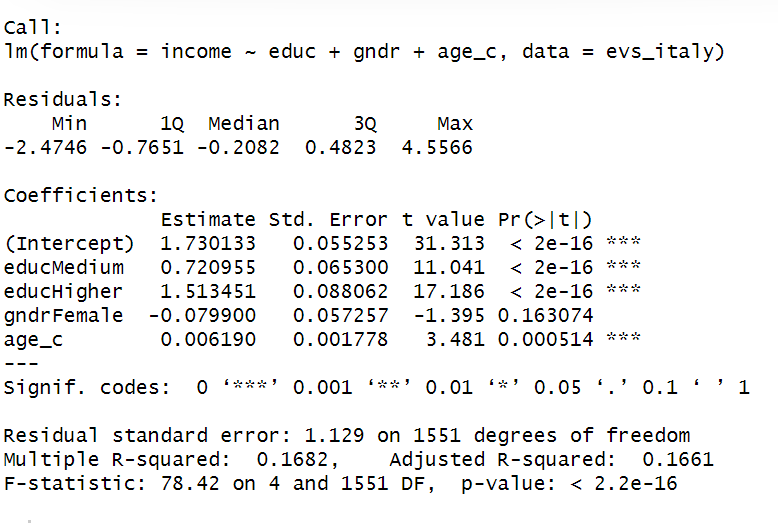 Call:
lm(formula = income ~ educ + gndr + age_c, data = evs_italy)
Residuals:
    Min      1Q  Median      3Q     Max
-2.4746 -0.7651 -0.2082  0.4823  4.5566
Coefficients:
             Estimate Std. Error t value Pr(>|t|)
(Intercept)  1.730133   0.055253  31.313  < 2e-16 ***
educMedium   0.720955   0.065300  11.041  < 2e-16 ***
educHigher   1.513451   0.088062  17.186  < 2e-16 ***
gndrFemale  -0.079900   0.057257  -1.395 0.163074
age_c        0.006190   0.001778   3.481 0.000514 ***
---
Signif. codes:  0 ‘***’ 0.001 ‘**’ 0.01 ‘*’ 0.05 ‘.’ 0.1 ‘ ’ 1
Residual standard error: 1.129 on 1551 degrees of freedom
Multiple R-squared:  0.1682,    Adjusted R-squared:  0.1661
F-statistic: 78.42 on 4 and 1551 DF,  p-value: < 2.2e-16